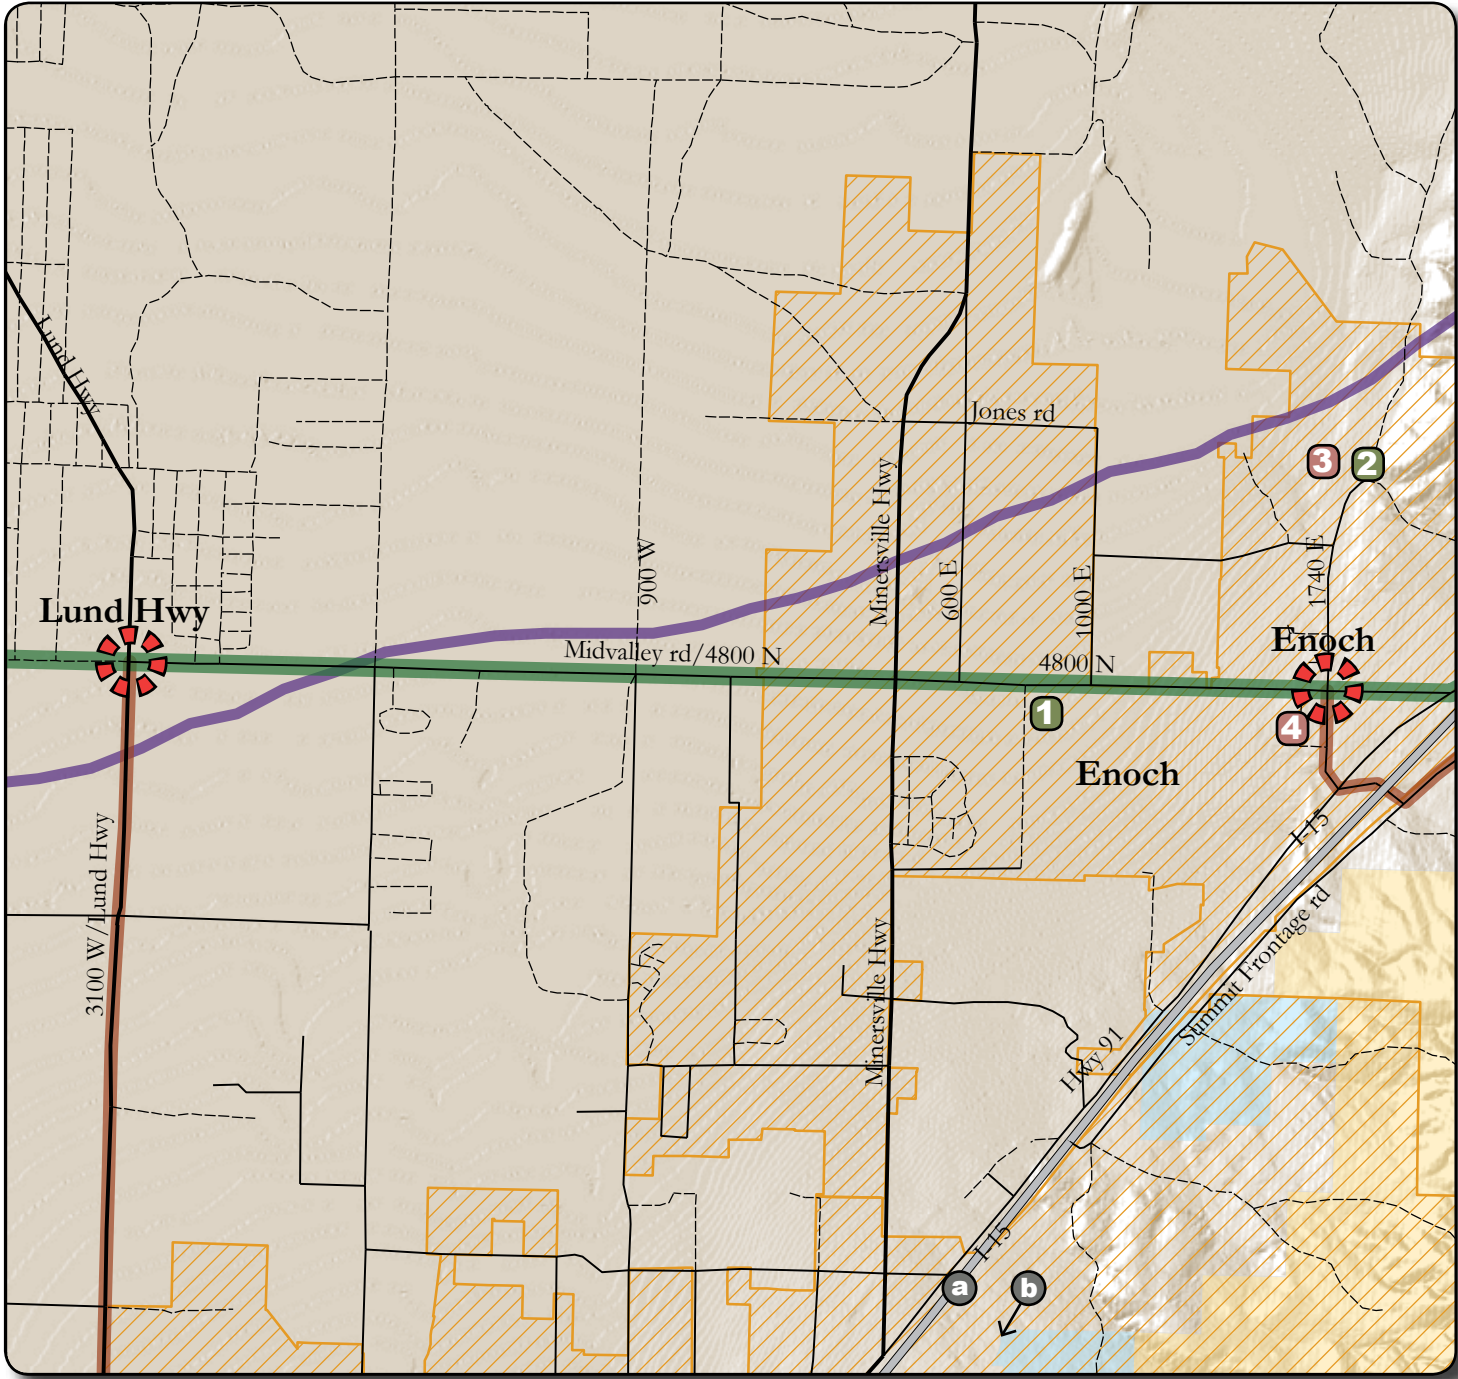 Lund Hwy
Jones rd
3
2
Minersville Hwy
900 W
600 E
1000 E
1740 E
Lund Hwy
Midvalley rd/4800 N
4800 N
Enoch
1
4
Enoch
I-15
3100 W/Lund Hwy
Summit Frontage rd
Minersville Hwy
Hwy 91
I-15
a
b